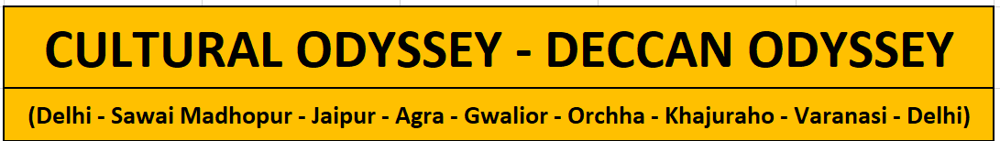 CULTURAL ODYSSEY - DECCAN ODYSSEY
(Delhi - Sawai Madhopur - Jaipur - Agra - Gwalior - Orchha - Khajuraho - Varanasi - Delhi)